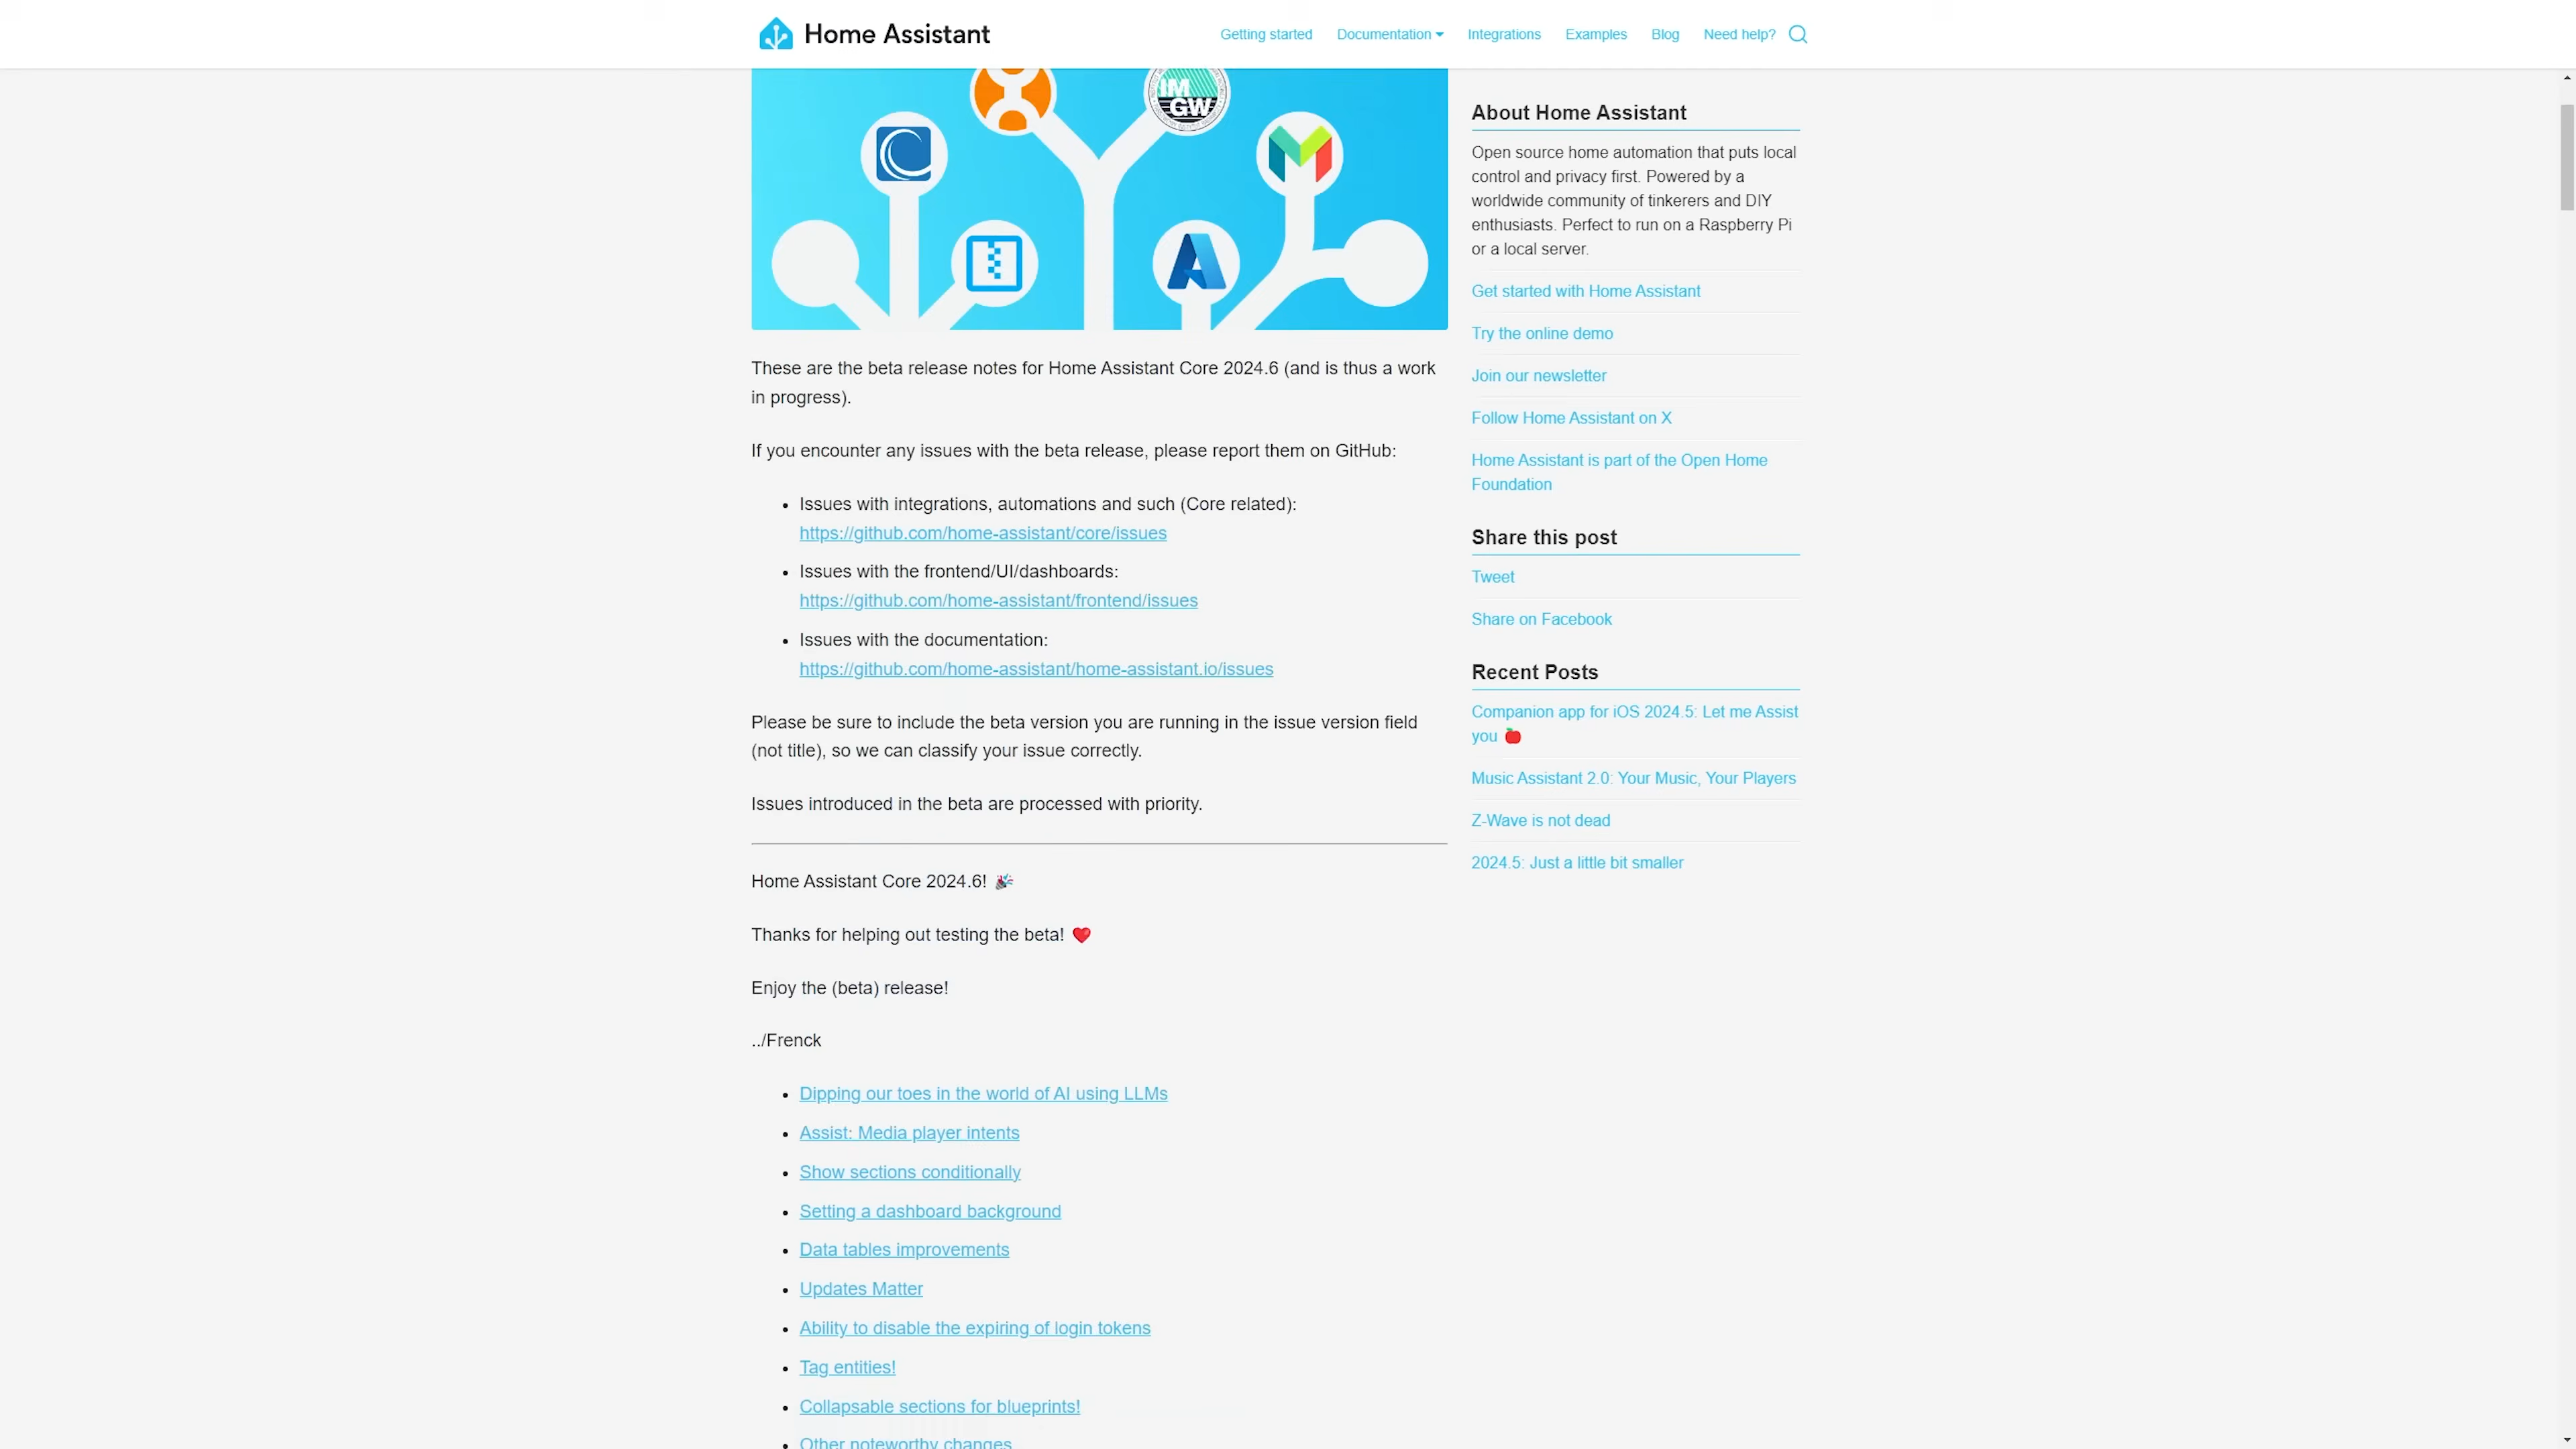 Home Assistant
Getting started
Documentation
Integrations
Examples
Blog
Need help?
IM
GW
These are the beta release notes for Home Assistant Core 2024.6 (and is thus a work
in progress).
If you encounter any issues with the beta release, please report them on GitHub:
Issues with integrations, automations and such (Core related):
https://github.com/home-assistant/core/issues
Issues with the frontend/UI/dashboards:
https://github.com/home-assistant/frontend/issues
Issues with the documentation:
https://github.com/home-assistant/home-assistant.io/issues
Please be sure to include the beta version you are running in the issue version field
(not title), so we can classify your issue correctly.
Issues introduced in the beta are processed with priority.
Home Assistant Core 2024.6! 🎉
Thanks for helping out testing the beta! ❤️
Enjoy the (beta) release!
../Frenck
Dipping our toes in the world of AI using LLMs
Assist: Media player intents
Show sections conditionally
Setting a dashboard background
Data tables improvements
Updates Matter
Ability to disable the expiring of login tokens
Tag entities!
Collapsable sections for blueprints!
Other noteworthy changes
About Home Assistant
Open source home automation that puts local
control and privacy first. Powered by a
worldwide community of tinkerers and DIY
enthusiasts. Perfect to run on a Raspberry Pi
or a local server.
Get started with Home Assistant
Try the online demo
Join our newsletter
Follow Home Assistant on X
Home Assistant is part of the Open Home
Foundation
Share this post
Tweet
Share on Facebook
Recent Posts
Companion app for iOS 2024.5: Let me Assist
you 🍎
Music Assistant 2.0: Your Music, Your Players
Z-Wave is not dead
2024.5: Just a little bit smaller